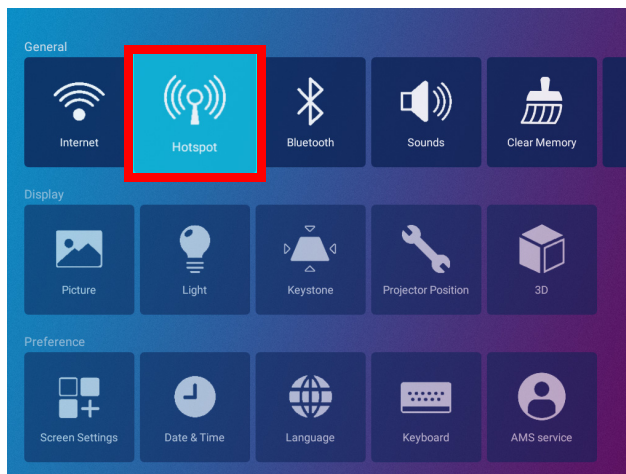 General
Internet
Hotspot
Bluetooth
Sounds
Clear Memory
Display
Picture
Light
Keystone
Projector Position
3D
Preference
Screen Settings
Date & Time
Language
Keyboard
AMS service